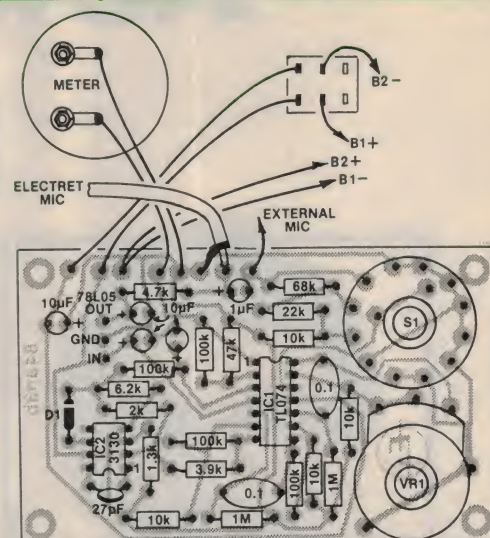 METER
B2-
B1+
B2+
B1-
ELECTRET
MIC
EXTERNAL
MIC
10µF
78L05
OUT
GND
IN
4.7k
10µF
1µF
68k
22k
10k
S1
100k
47k
100k
6.2k
2k
D1
IC2
3130
1
1.3k
27pF
10k
100k
3.9k
0.1
1M
IC1
TL074
1
0.1
10k
100k
10k
1M
VR1